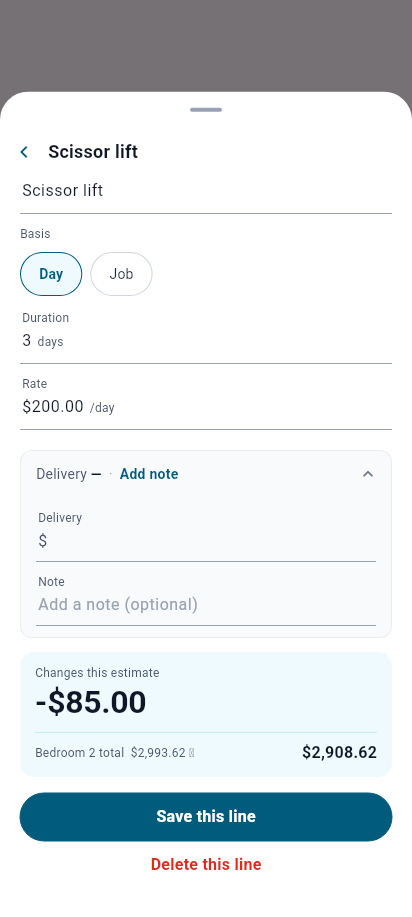 Scissor lift
Scissor lift
Basis
Day Job
Duration
3 days
Rate
$200.00 /day
Delivery — · Add note
Delivery
$
Note
Add a note (optional)
Changes this estimate
-$85.00
Bedroom 2 total $2,993.62 $2,908.62
Save this line
Delete this line